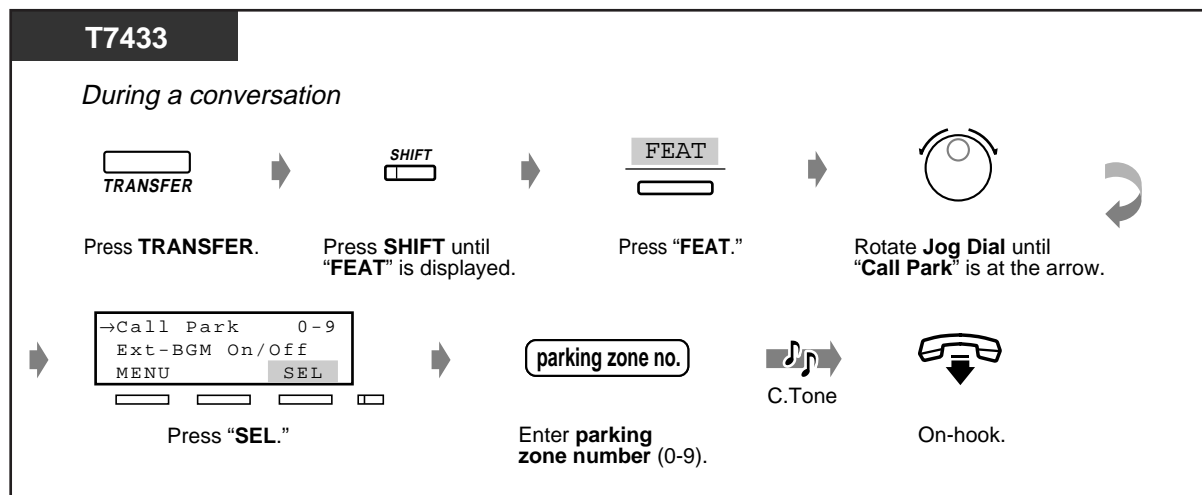 T7433
During a conversation
TRANSFER
SHIFT
FEAT
Press TRANSFER.
Press SHIFT until
“FEAT” is displayed.
Press “FEAT.”
Rotate Jog Dial until
“Call Park” is at the arrow.
→Call Park 0-9
Ext-BGM On/Off
MENU SEL
Press “SEL.”
parking zone no.
Enter parking
zone number (0-9).
C.Tone
On-hook.